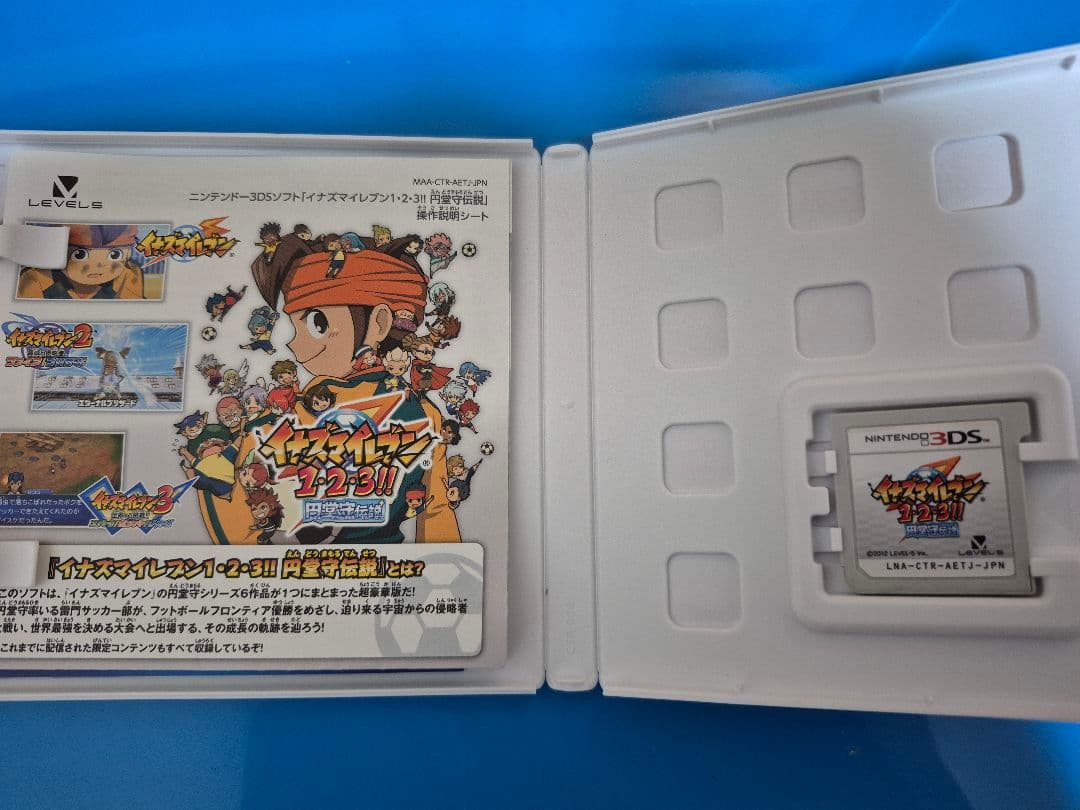 MAA-CTR-AETJ-JPN
LEVEL5
ニンテンドー3DSソフト「イナズマイレブン1・2・3!! 円堂守伝説」
操作説明シート
イナズマイレブン
イナズマイレブン2
エターナルブリザード
イナズマイレブン3
イナズマイレブン
1・2・3!!
円堂守伝説
『イナズマイレブン1・2・3!! 円堂守伝説』とは?
このソフトは、『イナズマイレブン』の円堂守シリーズ6作品が1つにまとまった超豪華版だ!
円堂守率いる雷門サッカー部が、フットボールフロンティア優勝をめざし、迫り来る宇宙からの侵略者
戦い、世界最強を決める大会へと出場する、その成長の軌跡を辿ろう!
これまでに配信された限定コンテンツもすべて収録しているぞ!
NINTENDO 3DS™
イナズマイレブン
1・2・3!!
円堂守伝説
©2012 LEVEL-5 Inc.
LEVEL5
LNA-CTR-AETJ-JPN